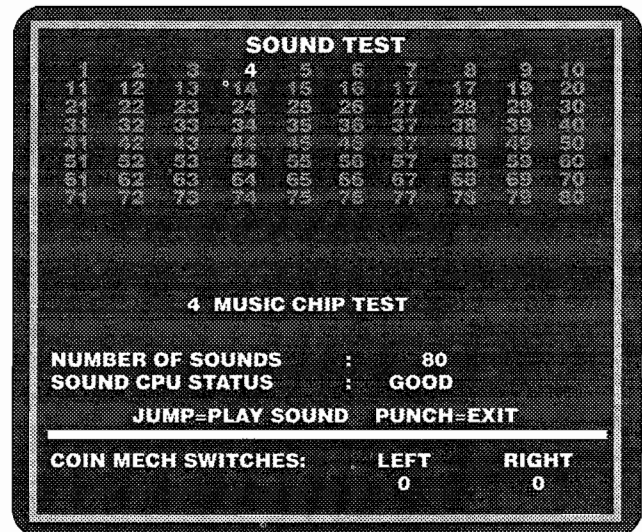 SOUND TEST
1 2 3 4 5 6 7 8 9 10
11 12 13 14 15 16 17 17 19 20
21 22 23 24 25 26 27 28 29 30
31 32 33 34 35 36 37 38 39 40
41 42 43 44 45 46 47 48 49 50
51 52 53 54 55 56 57 58 59 60
61 62 63 64 65 66 67 68 69 70
71 72 73 74 75 76 77 78 79 80
4 MUSIC CHIP TEST
NUMBER OF SOUNDS : 80
SOUND CPU STATUS : GOOD
JUMP=PLAY SOUND PUNCH=EXIT
COIN MECH SWITCHES: LEFT RIGHT
0 0